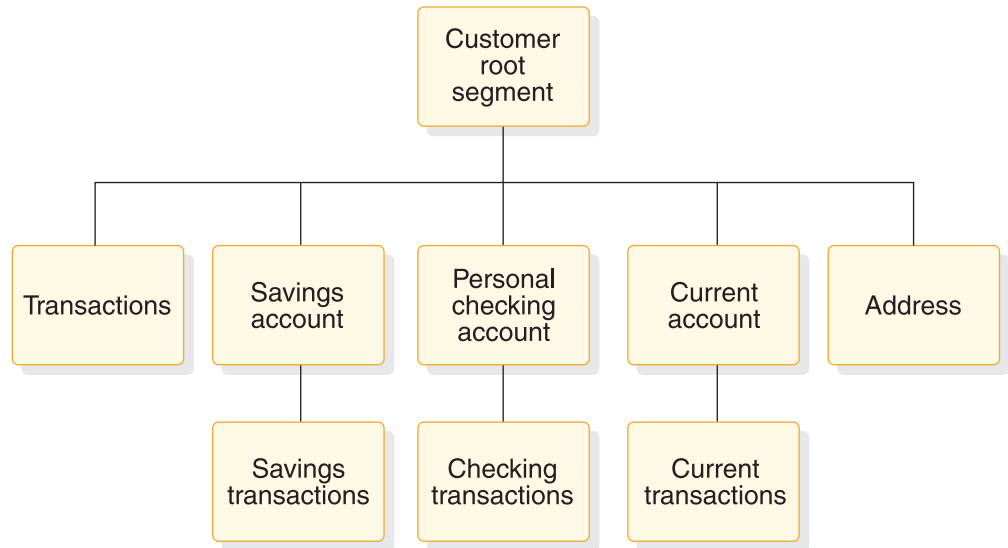 Customer
root
segment
Transactions
Savings
account
Personal
checking
account
Current
account
Address
Savings
transactions
Checking
transactions
Current
transactions